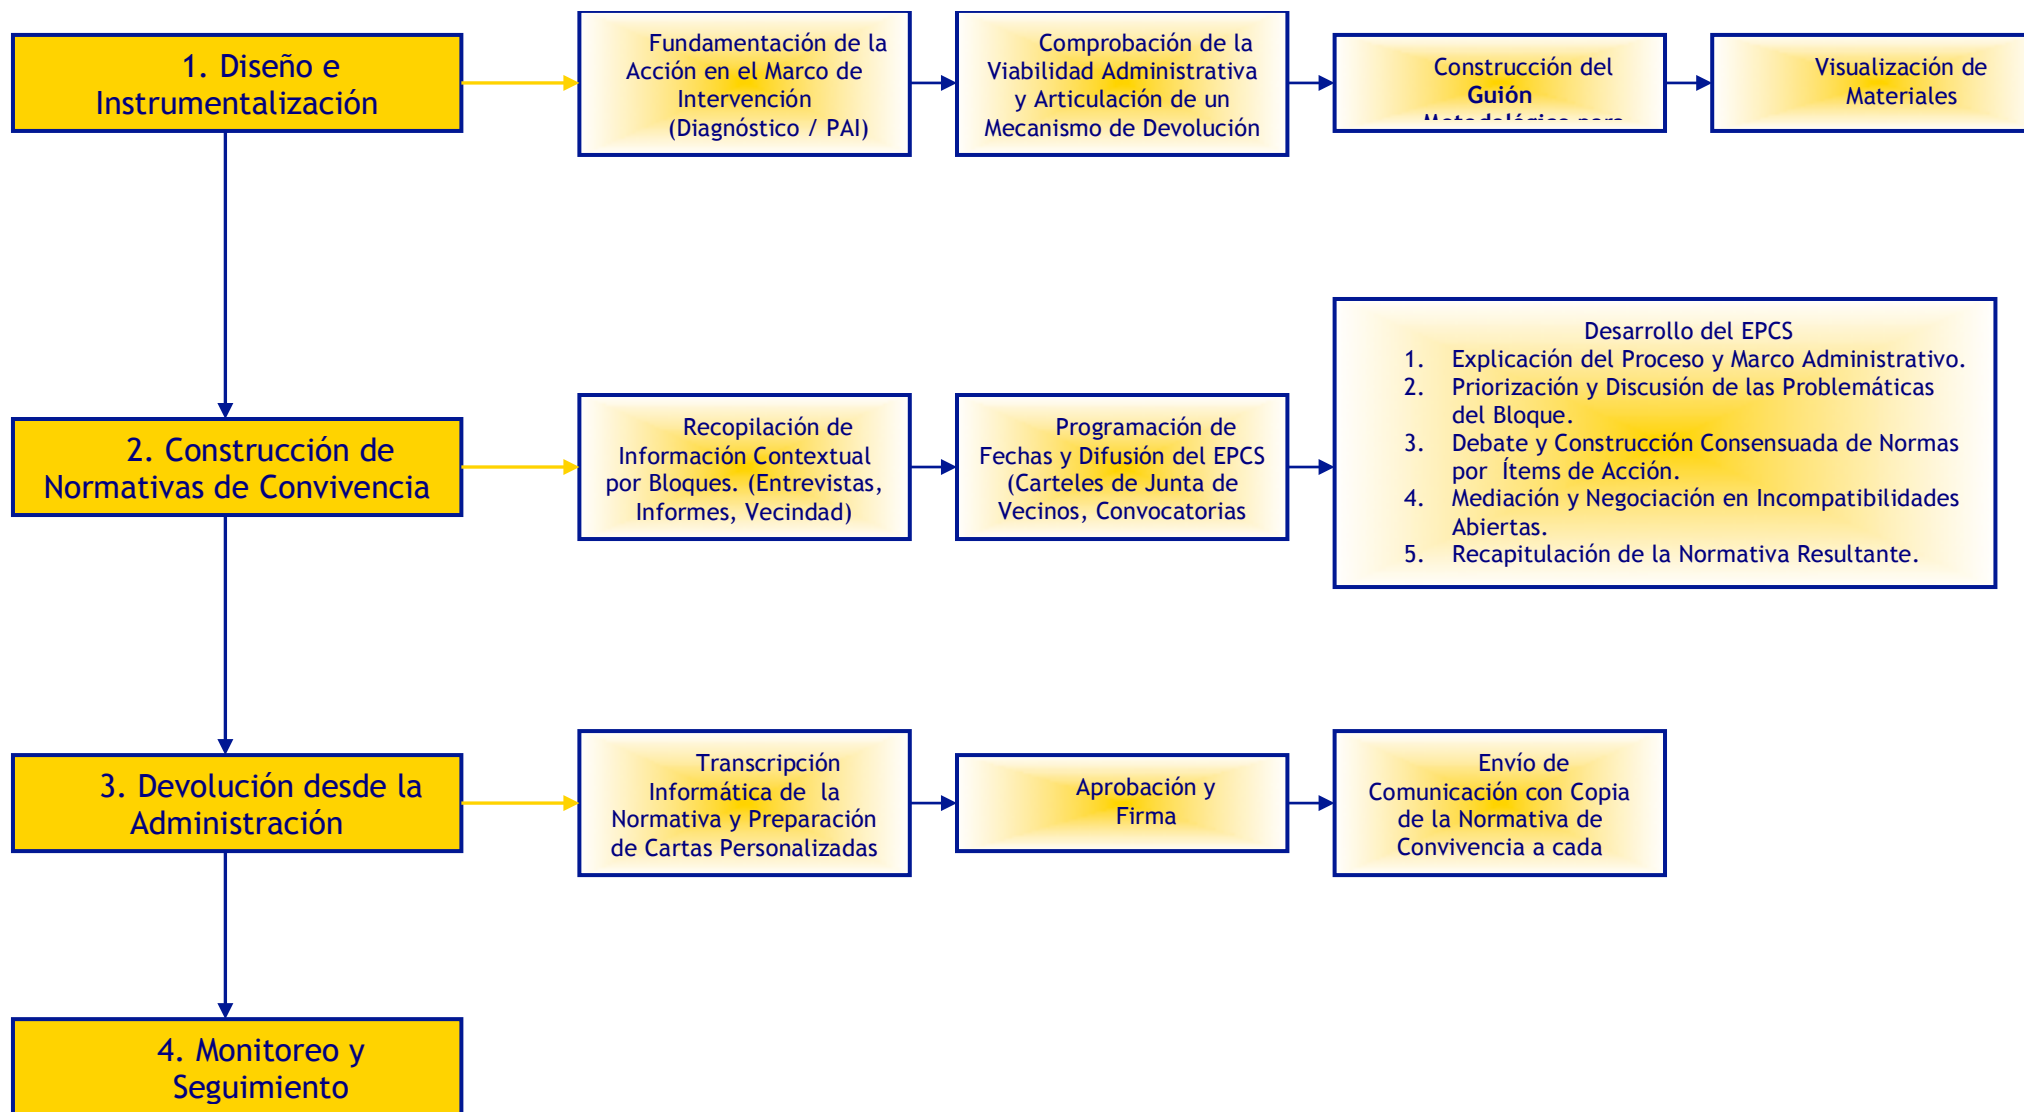 1. Diseño e
Instrumentalización
Fundamentación de la
Acción en el Marco de
Intervención
(Diagnóstico / PAI)
Comprobación de la
Viabilidad Administrativa
y Articulación de un
Mecanismo de Devolución
Construcción del
Guión
Metodológico para
Visualización de
Materiales
2. Construcción de
Normativas de Convivencia
Recopilación de
Información Contextual
por Bloques. (Entrevistas,
Informes, Vecindad)
Programación de
Fechas y Difusión del EPCS
(Carteles de Junta de
Vecinos, Convocatorias
Desarrollo del EPCS
1. Explicación del Proceso y Marco Administrativo.
2. Priorización y Discusión de las Problemáticas
del Bloque.
3. Debate y Construcción Consensuada de Normas
por Ítems de Acción.
4. Mediación y Negociación en Incompatibilidades
Abiertas.
5. Recapitulación de la Normativa Resultante.
3. Devolución desde la
Administración
Transcripción
Informática de la
Normativa y Preparación
de Cartas Personalizadas
Aprobación y
Firma
Envío de
Comunicación con Copia
de la Normativa de
Convivencia a cada
4. Monitoreo y
Seguimiento